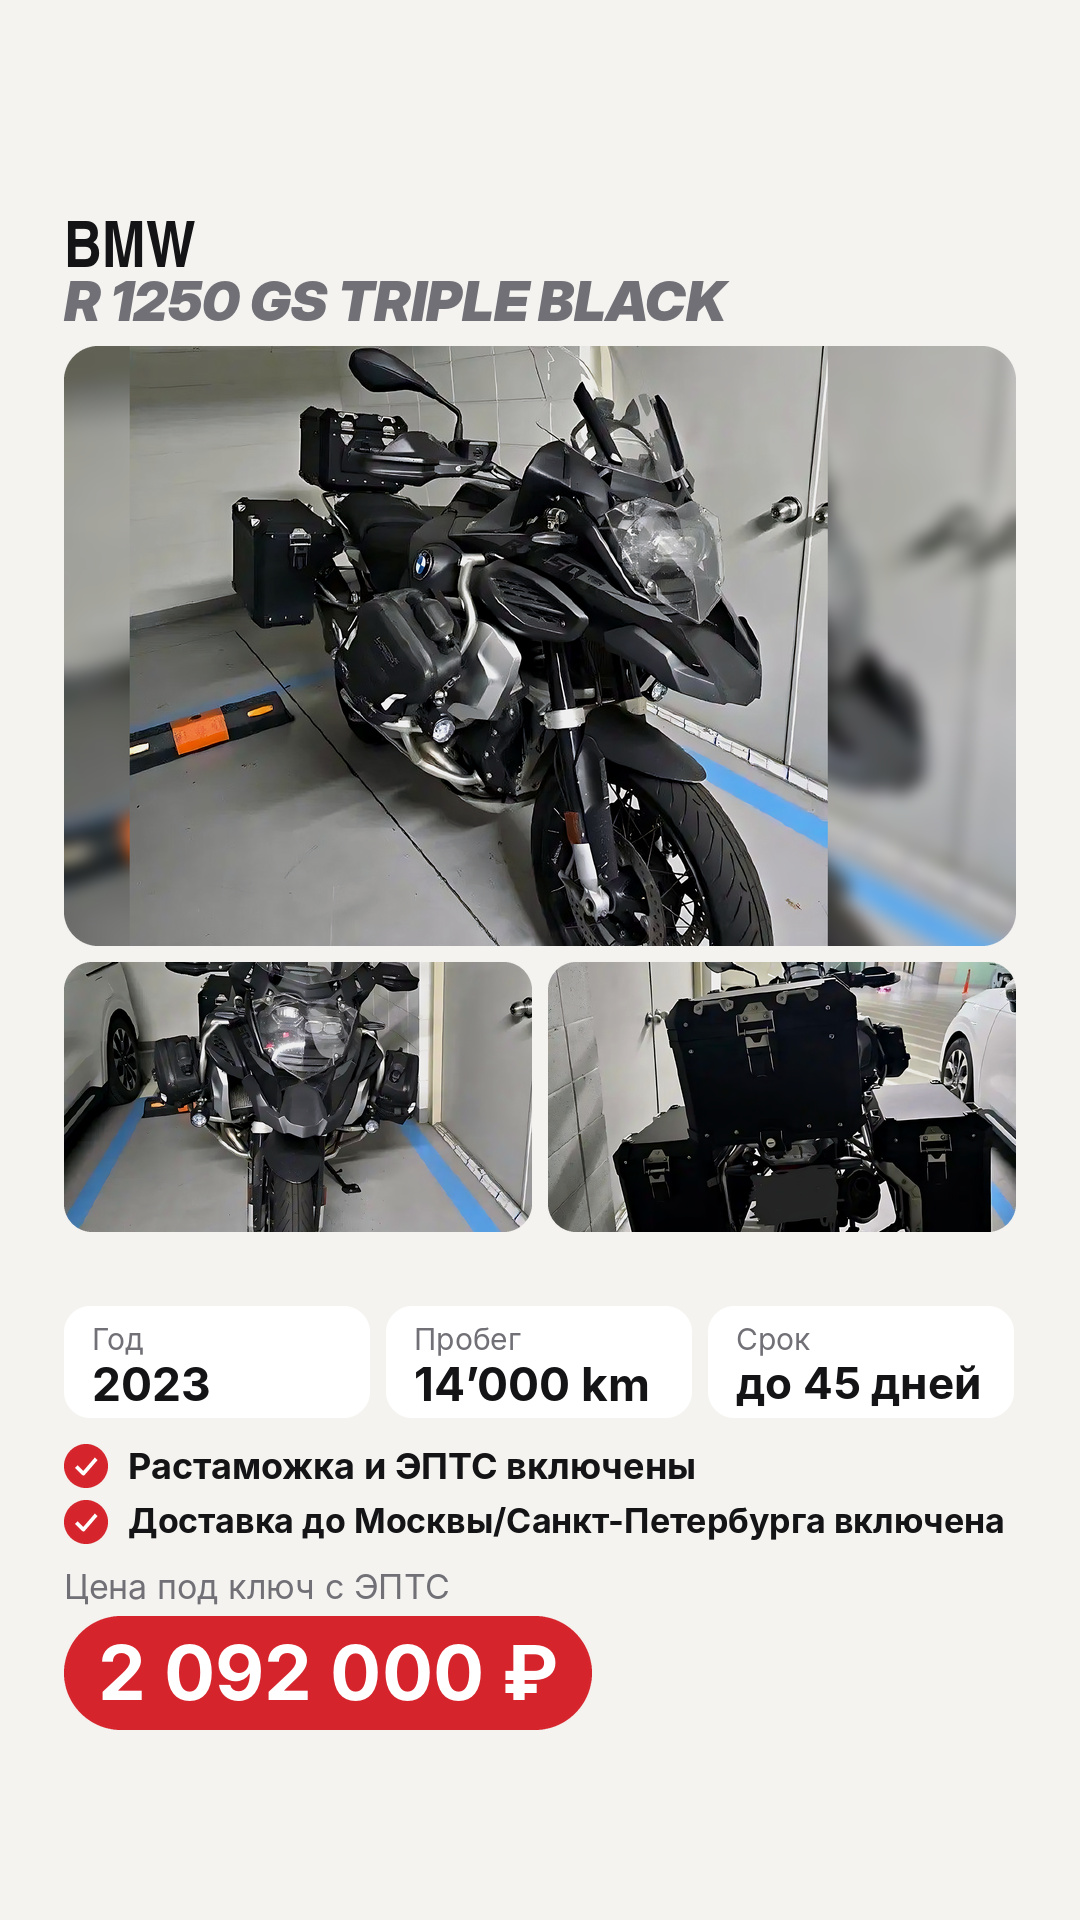 BMW
R 1250 GS TRIPLE BLACK
Год
2023
Пробег
14’000 km
Срок
до 45 дней
Растаможка и ЭПТС включены
Доставка до Москвы/Санкт-Петербурга включена
Цена под ключ с ЭПТС
2 092 000 ₽